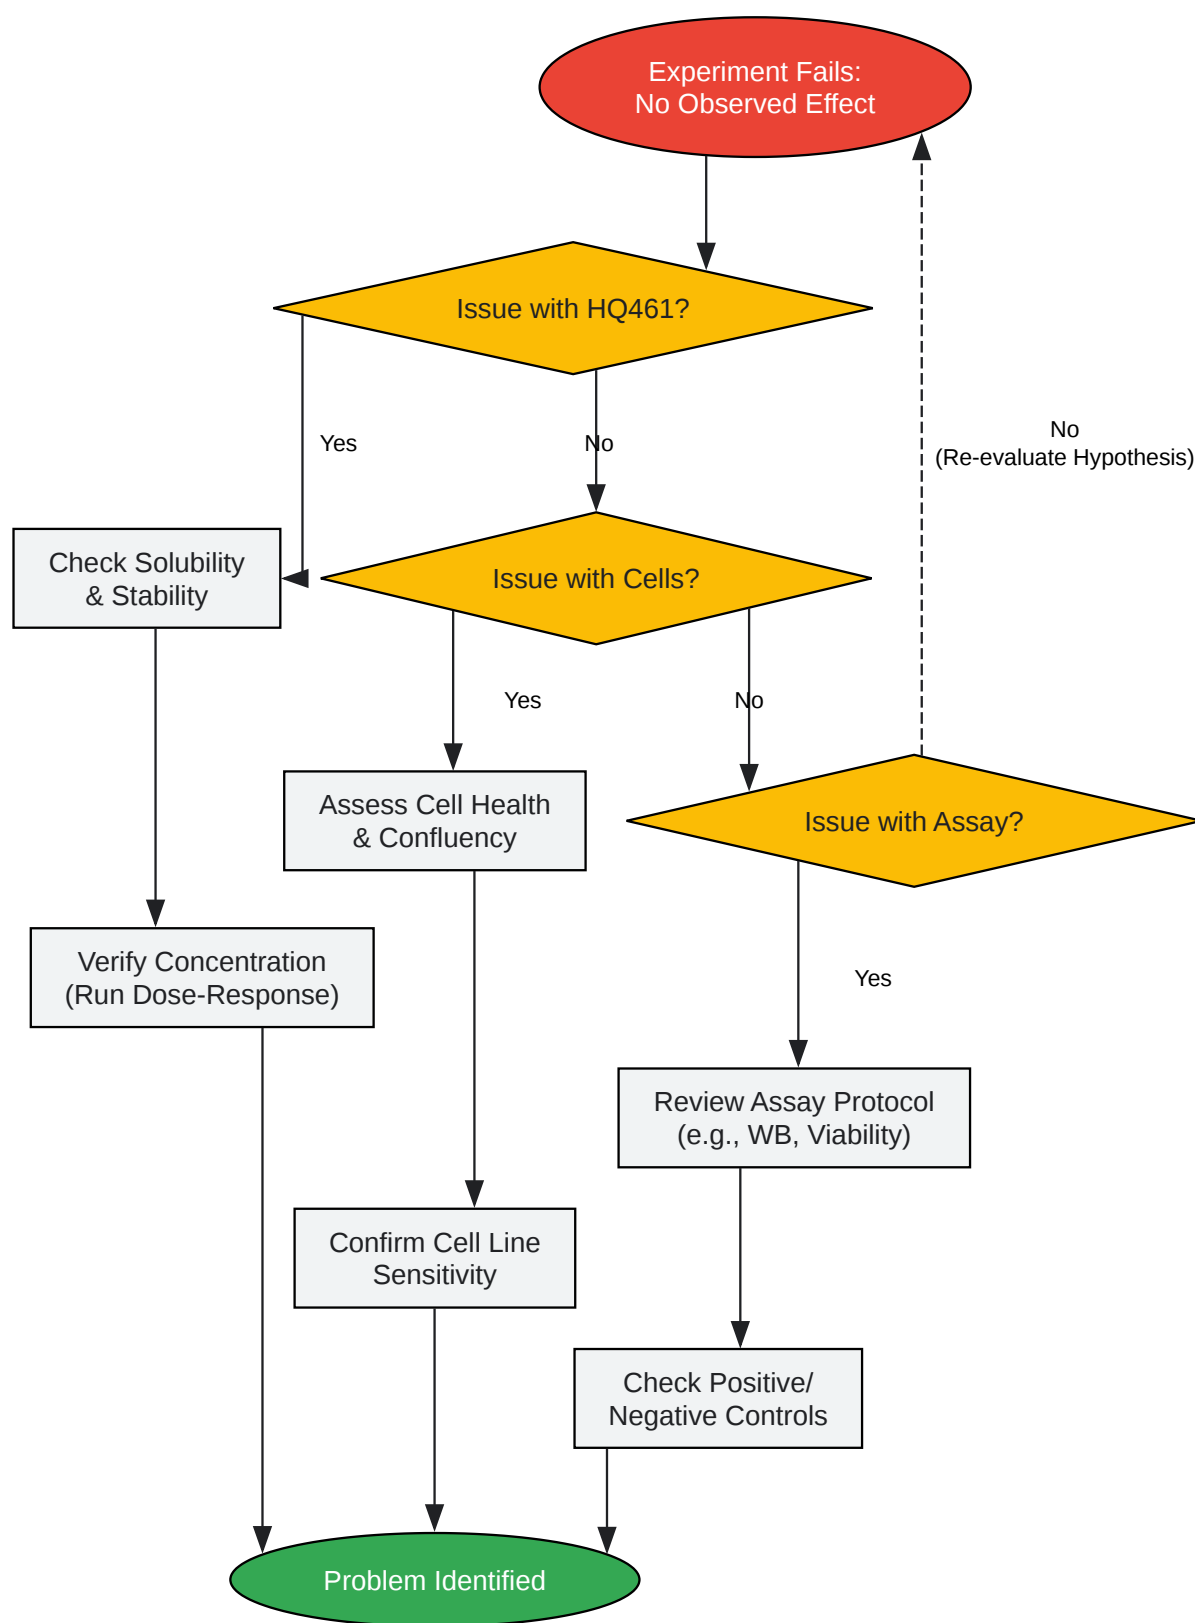 Experiment Fails:
No Observed Effect
Issue with HQ461?
Yes
No
No
(Re-evaluate Hypothesis)
Check Solubility
& Stability
Issue with Cells?
Yes
No
Assess Cell Health
& Confluency
Issue with Assay?
Verify Concentration
(Run Dose-Response)
Yes
Review Assay Protocol
(e.g., WB, Viability)
Confirm Cell Line
Sensitivity
Check Positive/
Negative Controls
Problem Identified